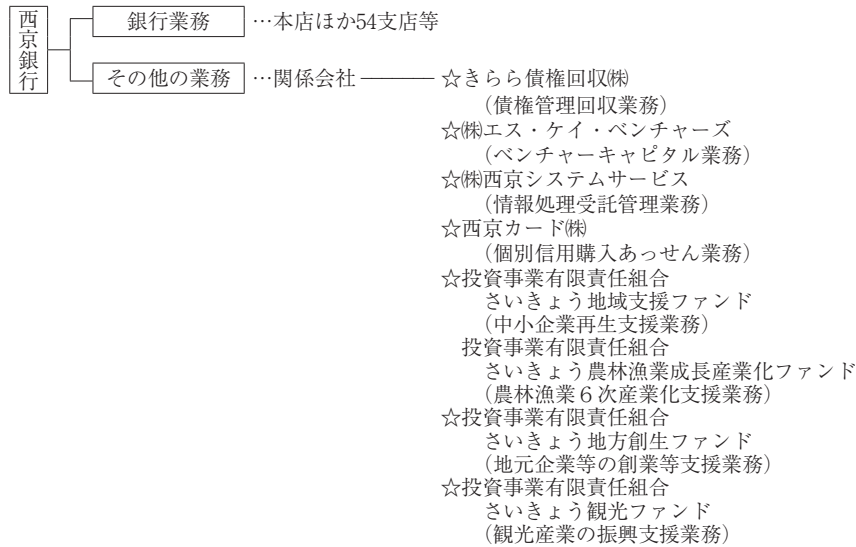 西京銀行
銀行業務 …本店ほか54支店等
その他の業務 …関係会社 ☆きらら債権回収㈱
(債権管理回収業務)
☆㈱エス・ケイ・ベンチャーズ
(ベンチャーキャピタル業務)
☆㈱西京システムサービス
(情報処理受託管理業務)
☆西京カード㈱
(個別信用購入あっせん業務)
☆投資事業有限責任組合
さいきょう地域支援ファンド
(中小企業再生支援業務)
投資事業有限責任組合
さいきょう農林漁業成長産業化ファンド
(農林漁業6次産業化支援業務)
☆投資事業有限責任組合
さいきょう地方創生ファンド
(地元企業等の創業等支援業務)
☆投資事業有限責任組合
さいきょう観光ファンド
(観光産業の振興支援業務)